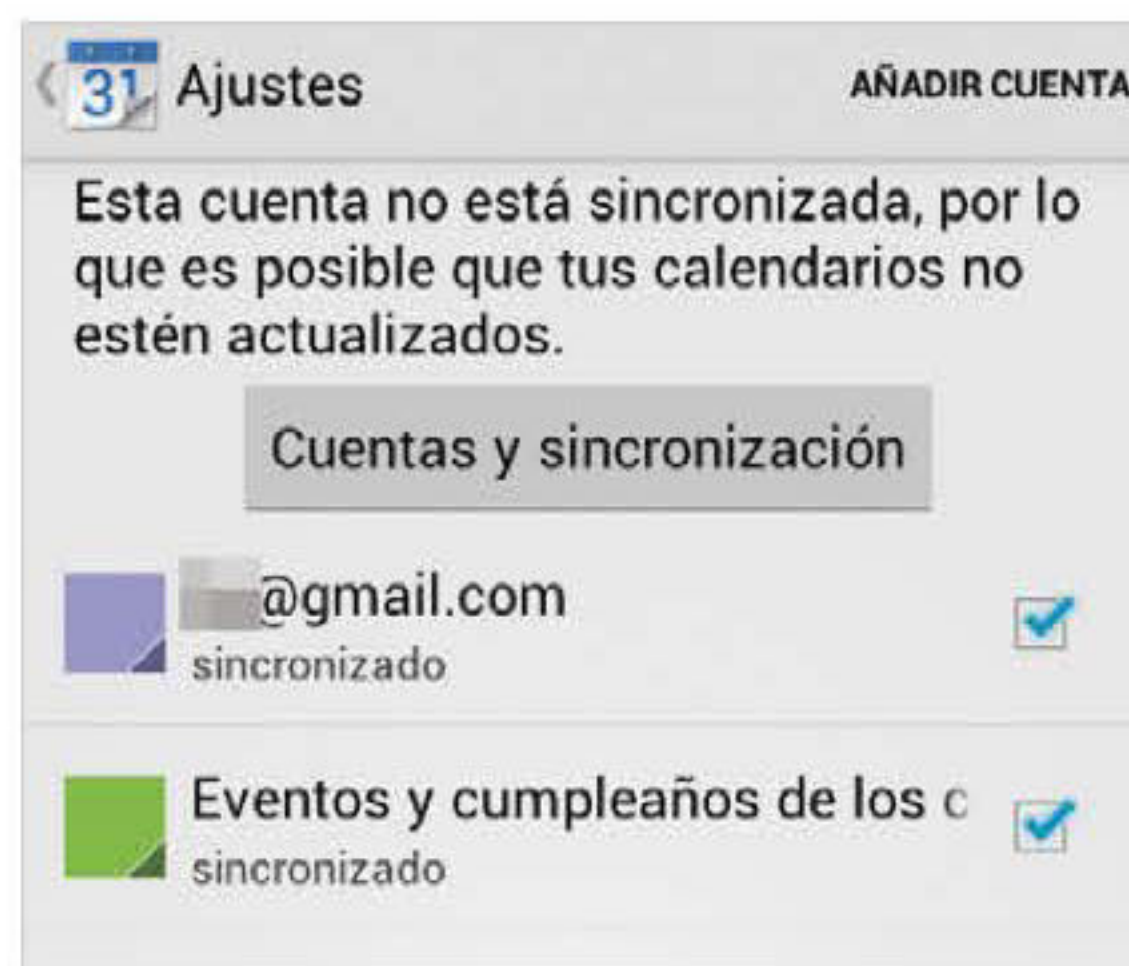 31 Ajustes AÑADIR CUENTA
Esta cuenta no está sincronizada, por lo
que es posible que tus calendarios no
estén actualizados.
Cuentas y sincronización
@gmail.com
sincronizado
Eventos y cumpleaños de los c
sincronizado